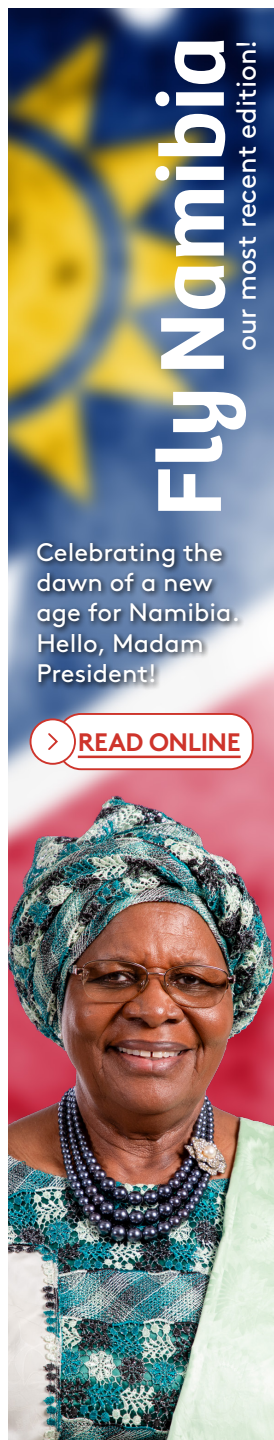 Fly Namibia
our most recent edition!
Celebrating the
dawn of a new
age for Namibia.
Hello, Madam
President!
READ ONLINE